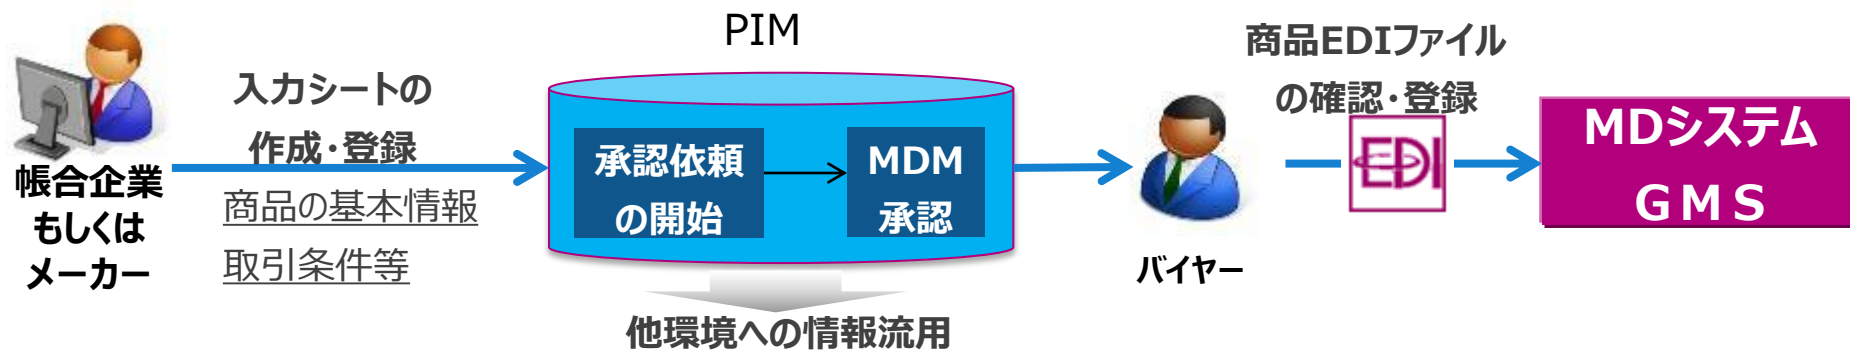 PIM
商品EDIファイル
の確認・登録
入力シートの
作成・登録
商品の基本情報
取引条件等
帳合企業
もしくは
メーカー
承認依頼
の開始
MDM
承認
バイヤー
EDI
MDシステム
ＧＭＳ
他環境への情報流用